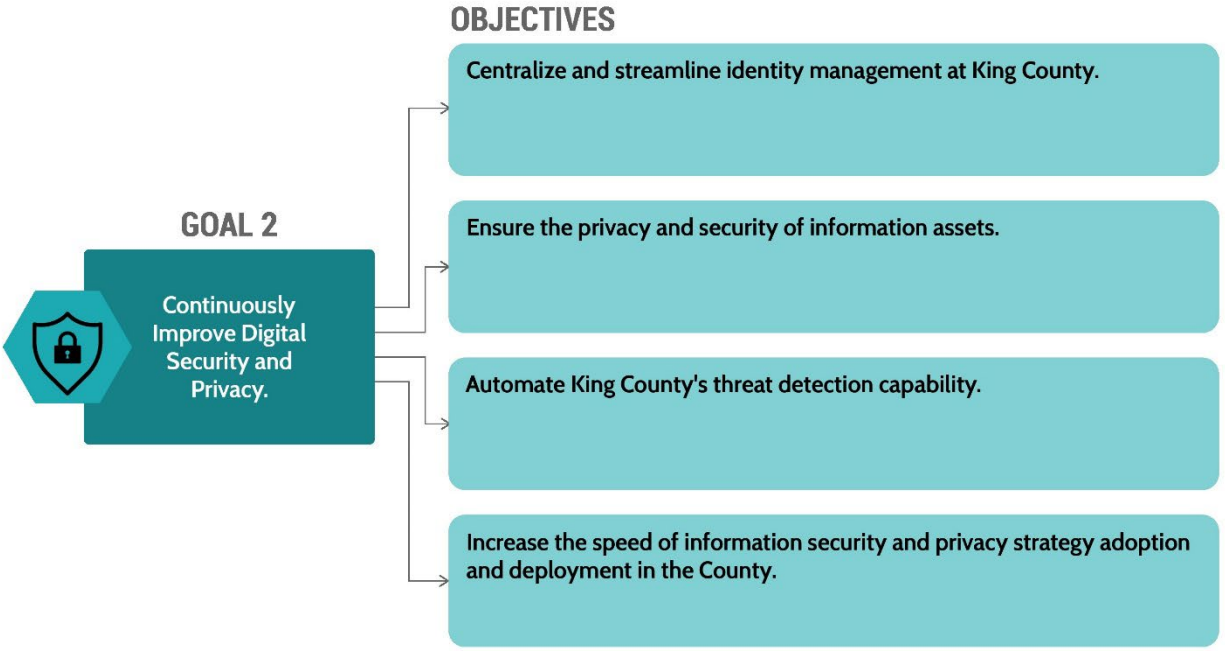 OBJECTIVES
Centralize and streamline identity management at King County.
GOAL 2
Continuously
Improve Digital
Security and
Privacy.
Ensure the privacy and security of information assets.
Automate King County's threat detection capability.
Increase the speed of information security and privacy strategy adoption
and deployment in the County.